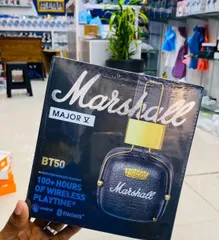 Marshall
MAJOR V
BT50
100+ HOURS
OF WIRELESS
PLAYTIME*
Bluetooth
Marshall